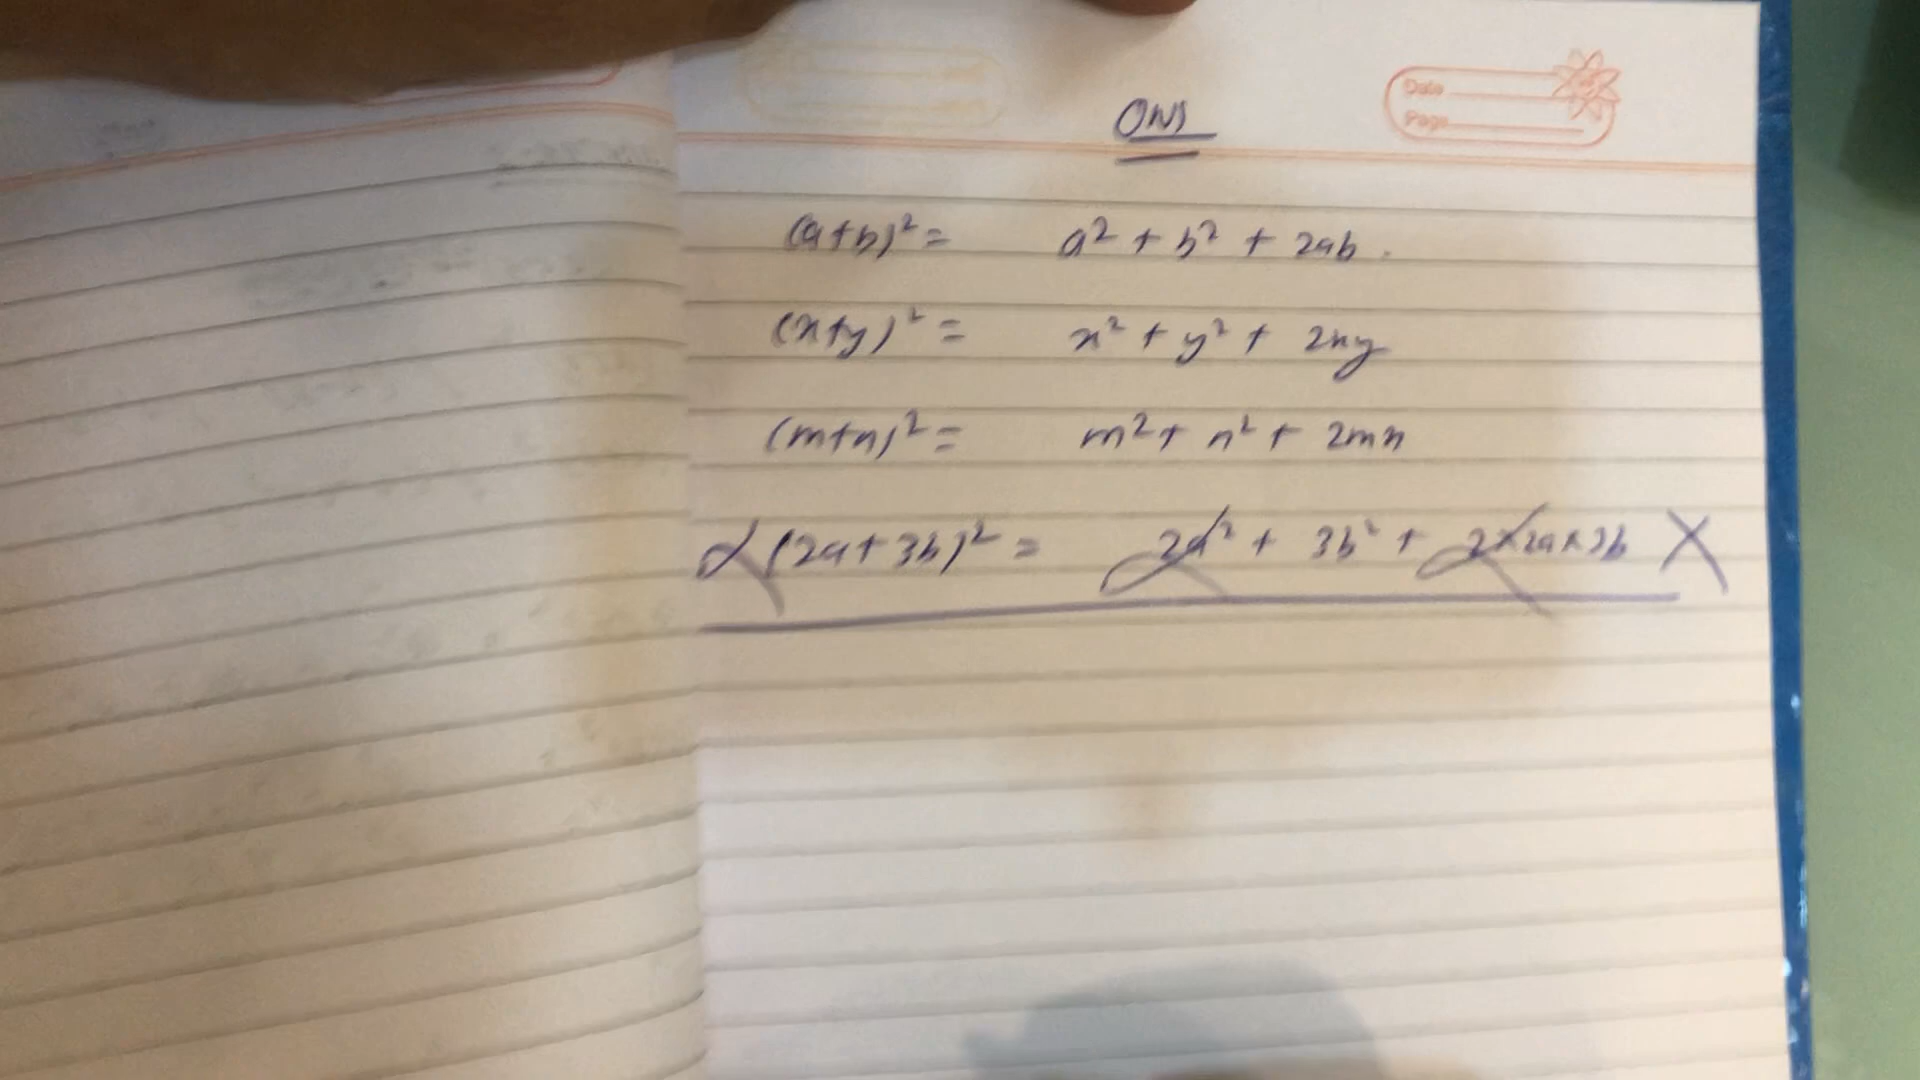 ONS
Date
Page
(a+b)² = a² + b² + 2ab.
(x+y)² = x² + y² + 2xy
(m+n)² = m² + n² + 2mn
(2a+3b)² = 2a² + 3b² + 2×2a×3b X